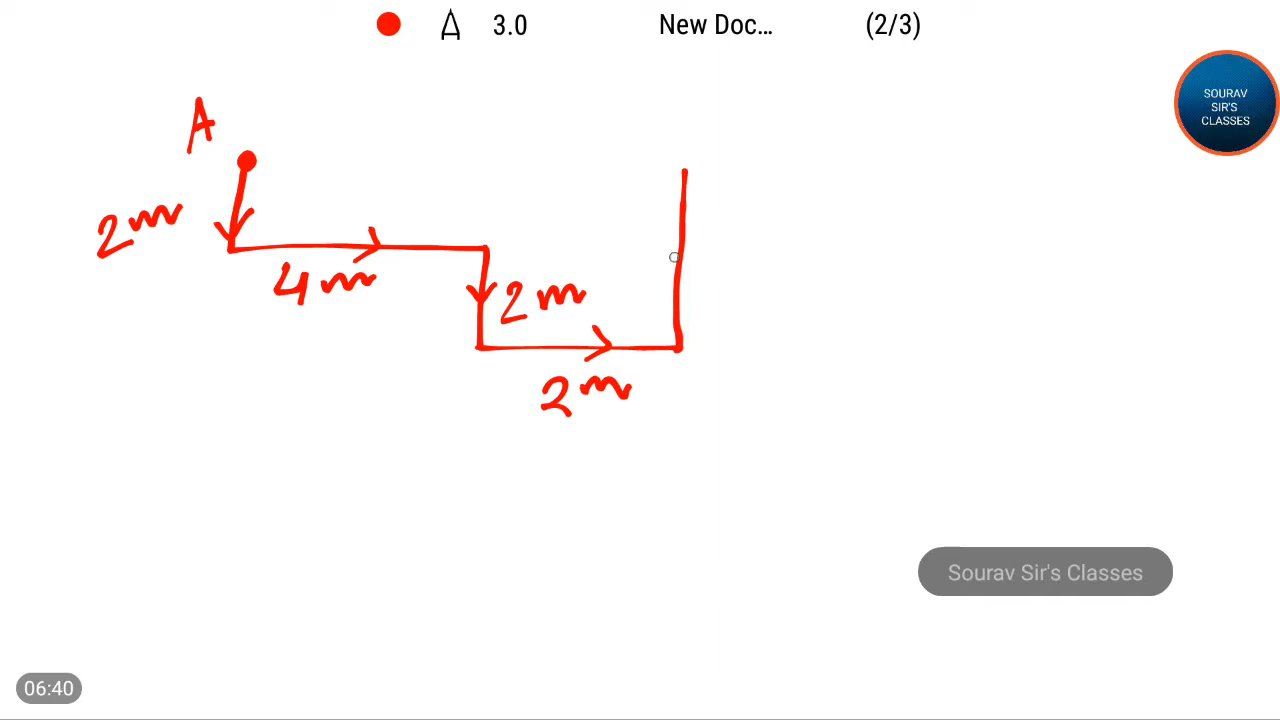 3.0 New Doc... (2/3)
SOURAV
SIR'S
CLASSES
A
2m
4m
2m
2m
Sourav Sir's Classes
06:40